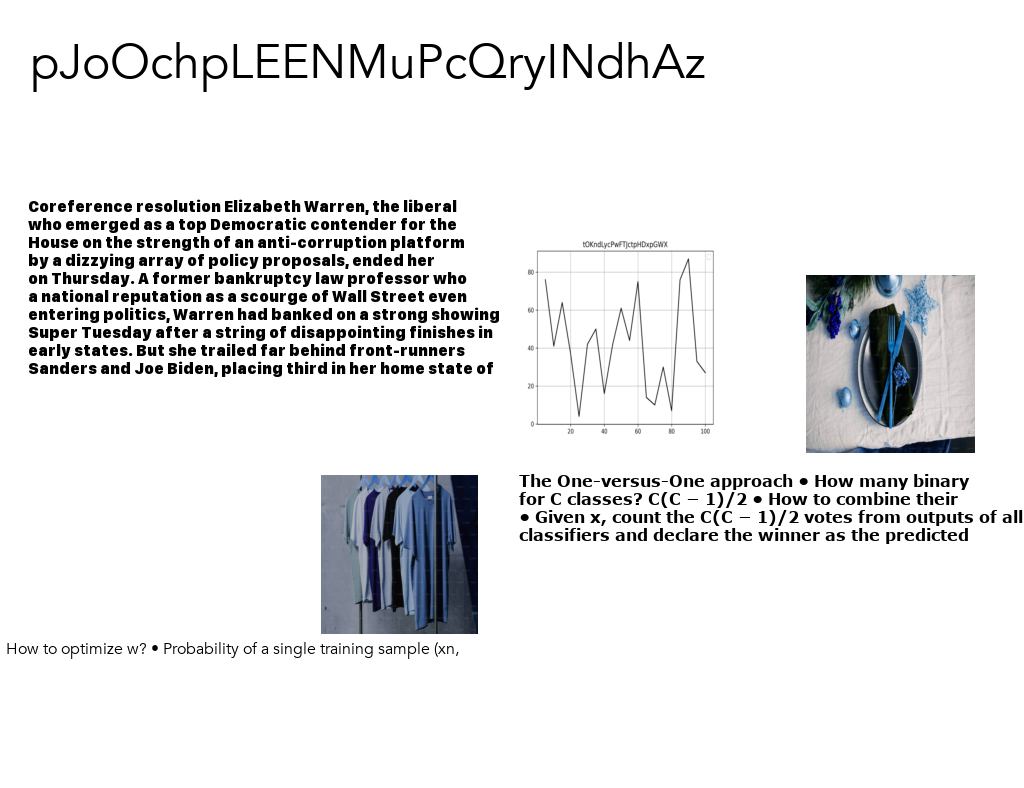 pJoOchpLEENMuPcQryINdhAz
Coreference resolution Elizabeth Warren, the liberal
who emerged as a top Democratic contender for the
House on the strength of an anti-corruption platform
by a dizzying array of policy proposals, ended her
on Thursday. A former bankruptcy law professor who
a national reputation as a scourge of Wall Street even
entering politics, Warren had banked on a strong showing
Super Tuesday after a string of disappointing finishes in
early states. But she trailed far behind front-runners
Sanders and Joe Biden, placing third in her home state of
tOKndLycPwFTJctpHDxpGWX
80
60
40
20
0
20 40 60 80 100
The One-versus-One approach • How many binary
for C classes? C(C − 1)/2 • How to combine their
• Given x, count the C(C − 1)/2 votes from outputs of all
classifiers and declare the winner as the predicted
How to optimize w? • Probability of a single training sample (xn,